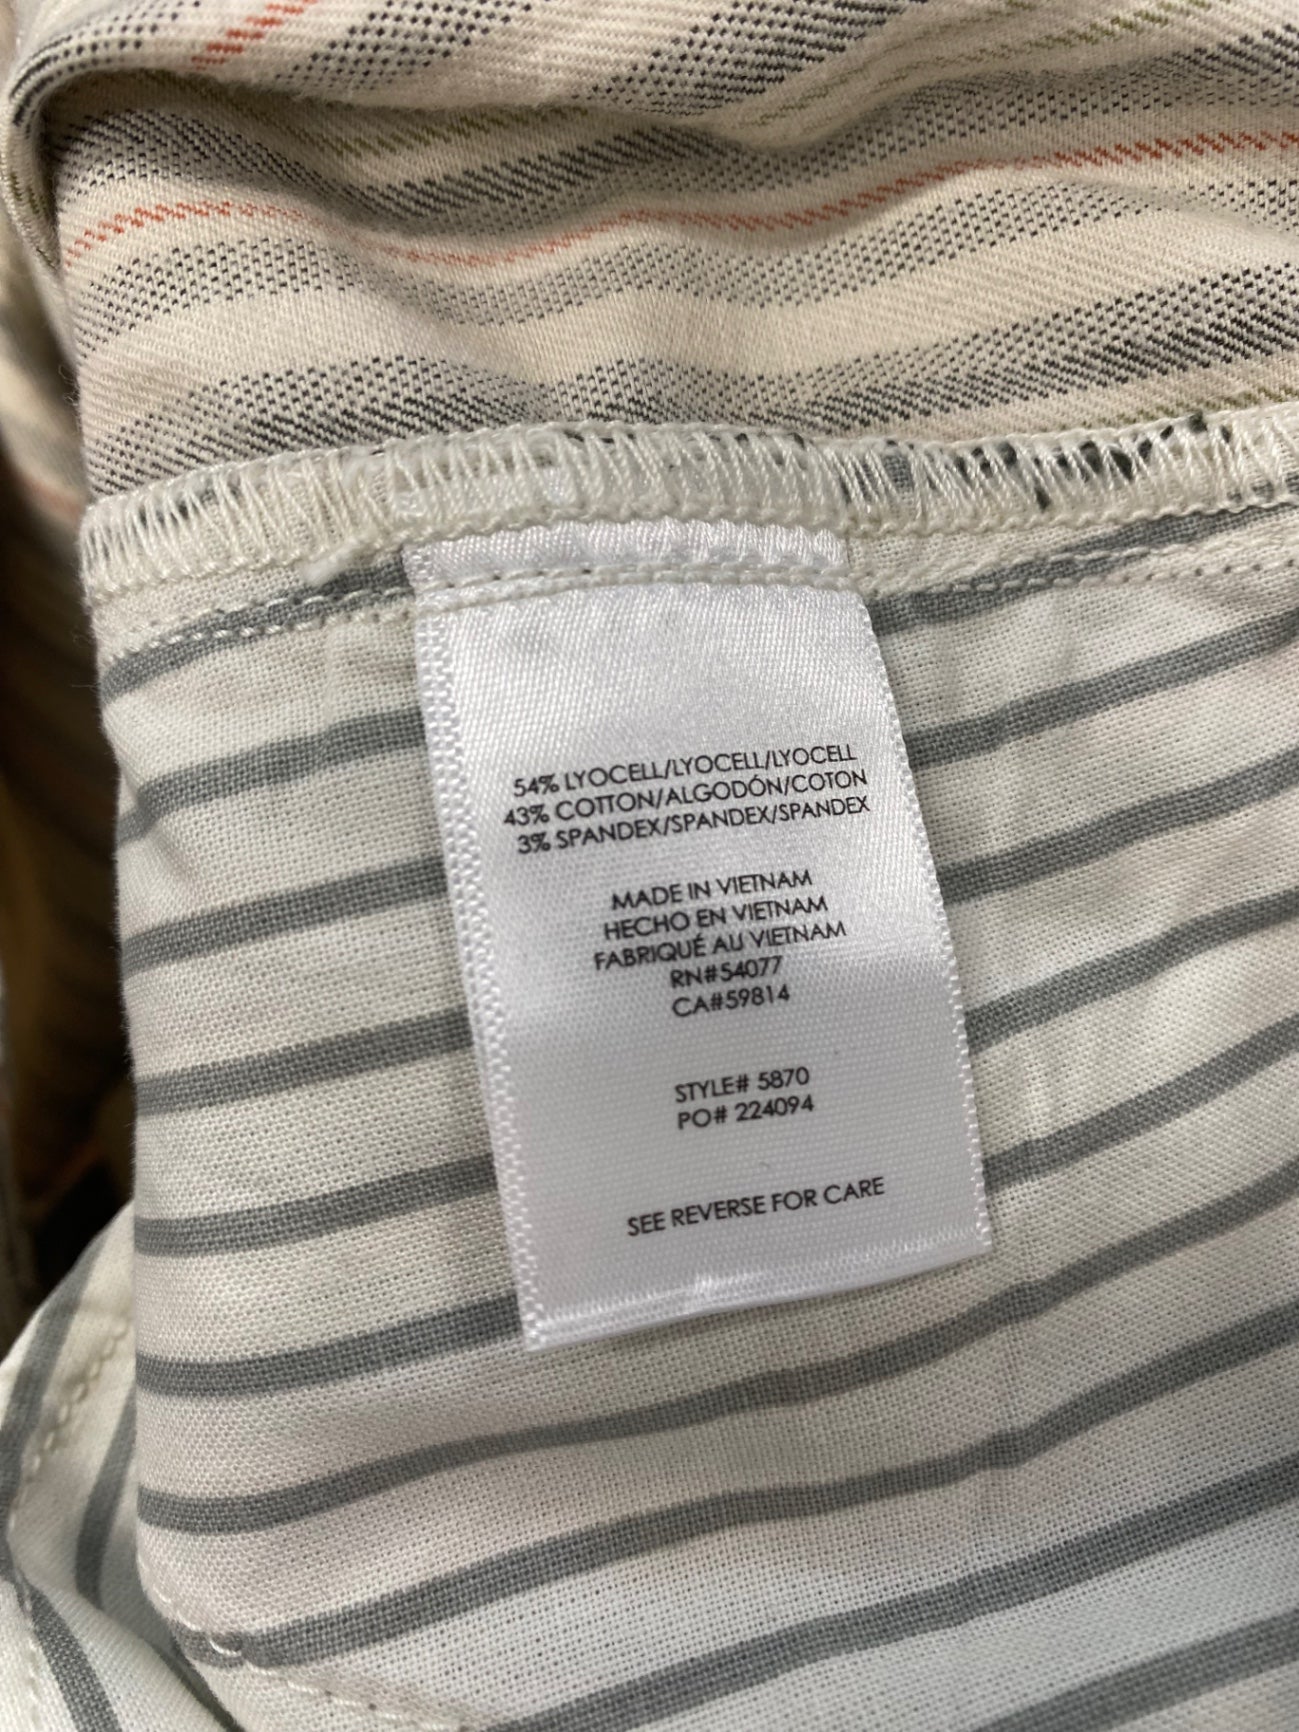 54% LYOCELL/LYOCELL/LYOCELL
43% COTTON/ALGODÓN/COTON
3% SPANDEX/SPANDEX/SPANDEX
MADE IN VIETNAM
HECHO EN VIETNAM
FABRIQUÉ AU VIETNAM
RN#54077
CA#59814
STYLE# 5870
PO# 224094
SEE REVERSE FOR CARE